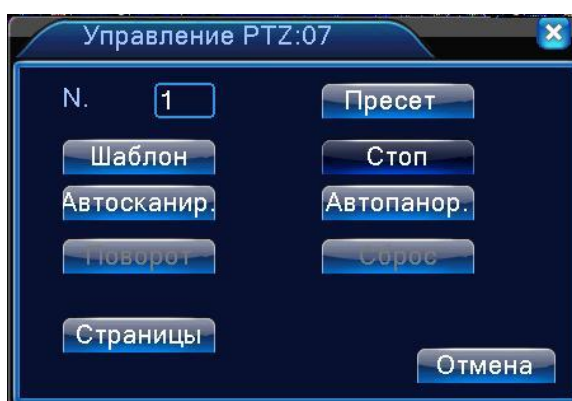 Управление PTZ:07
N. 1 Пресет
Шаблон Стоп
Автосканир. Автопанор.
Поворот Сброс
Страницы
Отмена